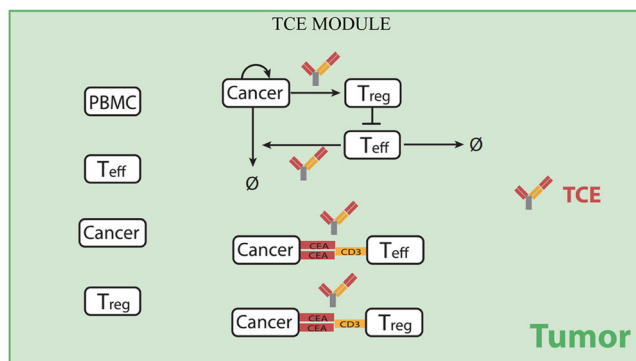 TCE MODULE
PBMC
Teff
Cancer
Treg
Cancer
Treg
Teff
Ø
Ø
TCE
Cancer
CEA
CEA
CD3
Teff
Cancer
CEA
CEA
CD3
Treg
Tumor